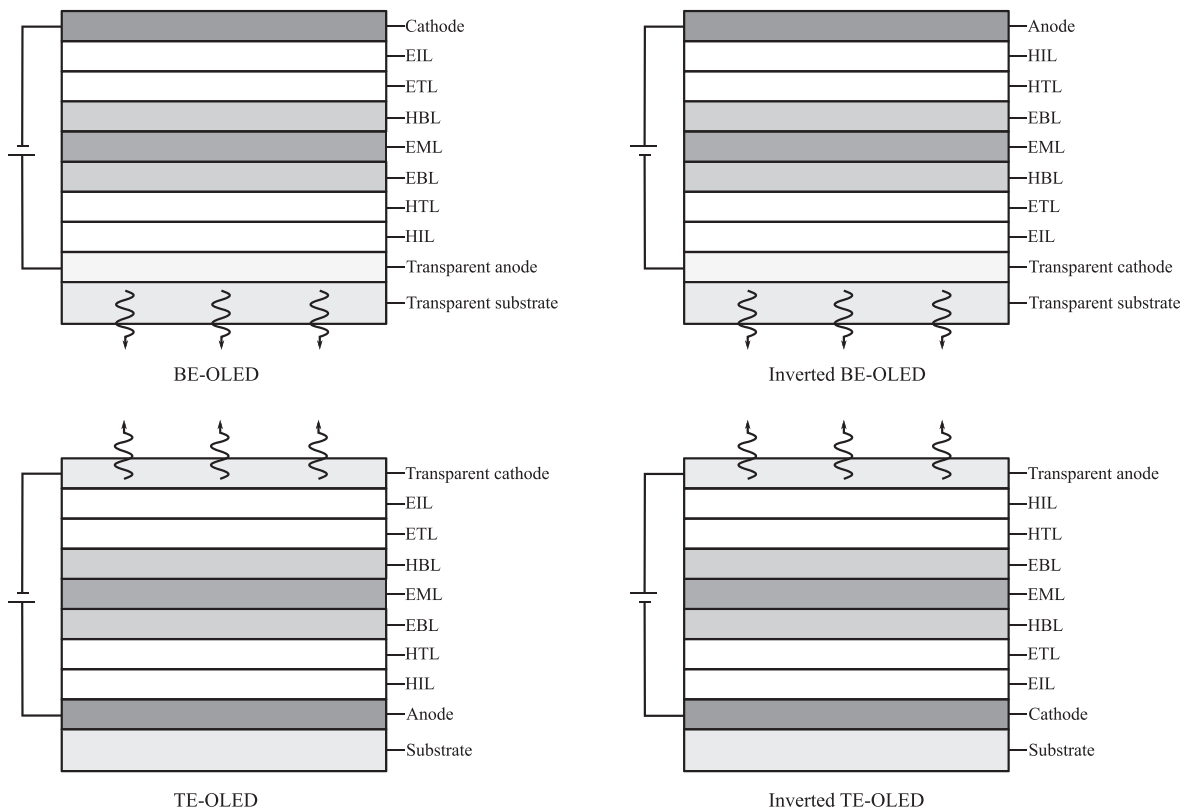 Cathode
EIL
ETL
HBL
EML
EBL
HTL
HIL
Transparent anode
Transparent substrate
BE-OLED
Anode
HIL
HTL
EBL
EML
HBL
ETL
EIL
Transparent cathode
Transparent substrate
Inverted BE-OLED
Transparent cathode
EIL
ETL
HBL
EML
EBL
HTL
HIL
Anode
Substrate
TE-OLED
Transparent anode
HIL
HTL
EBL
EML
HBL
ETL
EIL
Cathode
Substrate
Inverted TE-OLED